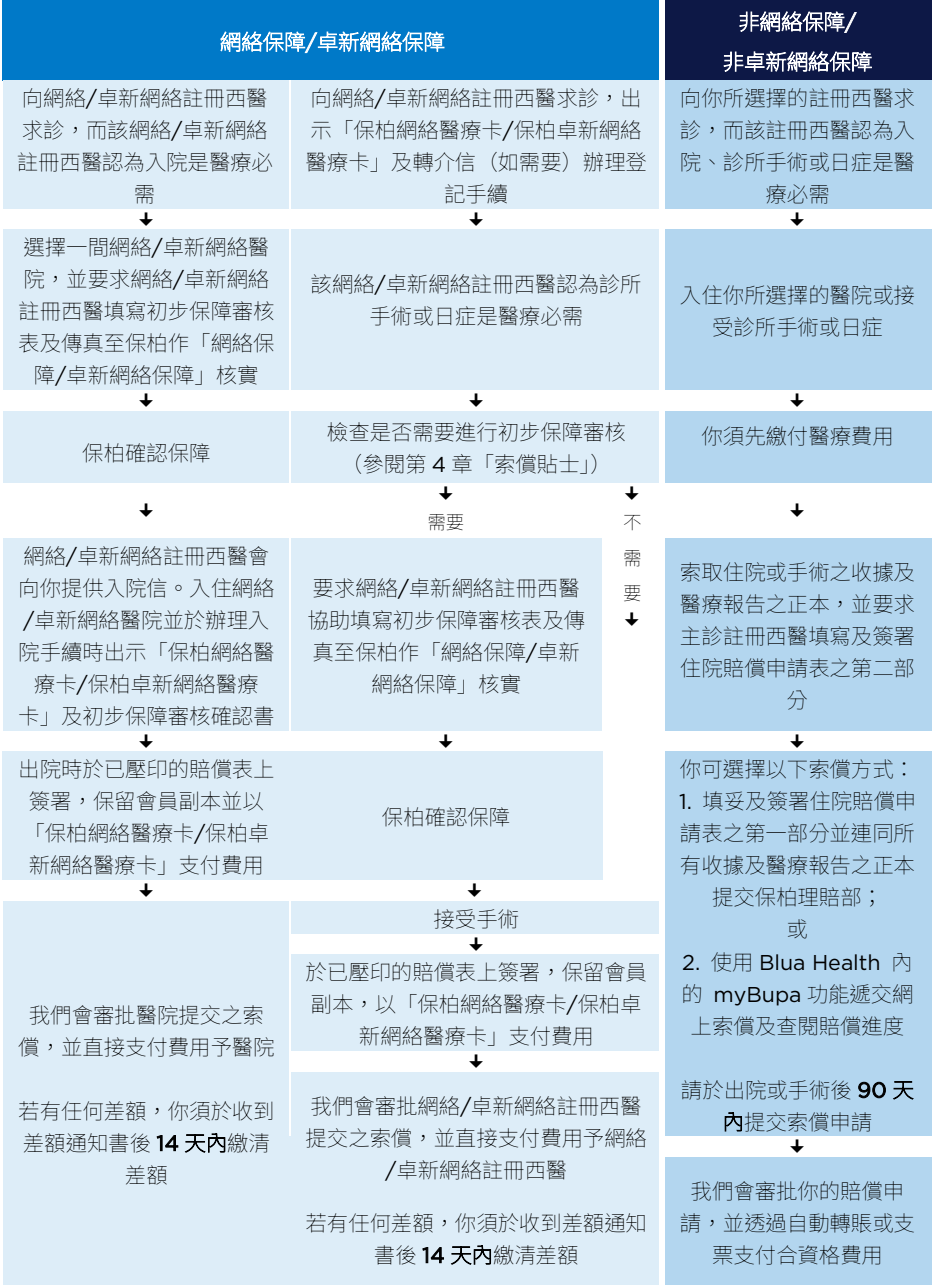 網絡保障/卓新網絡保障
非網絡保障/
非卓新網絡保障
向網絡/卓新網絡註冊西醫
求診，而該網絡/卓新網絡
註冊西醫認為入院是醫療必
需
向網絡/卓新網絡註冊西醫求診，出
示「保柏網絡醫療卡/保柏卓新網絡
醫療卡」及轉介信（如需要）辦理登
記手續
向你所選擇的註冊西醫求
診，而該註冊西醫認為入
院、診所手術或日症是醫
療必需
選擇一間網絡/卓新網絡醫
院，並要求網絡/卓新網絡
註冊西醫填寫初步保障審核
表及傳真至保柏作「網絡保
障/卓新網絡保障」核實
該網絡/卓新網絡註冊西醫認為診所
手術或日症是醫療必需
入住你所選擇的醫院或接
受診所手術或日症
保柏確認保障
檢查是否需要進行初步保障審核
（參閱第 4 章「索償貼士」）
你須先繳付醫療費用
需要
不
需
要
網絡/卓新網絡註冊西醫會
向你提供入院信。入住網絡
/卓新網絡醫院並於辦理入
院手續時出示「保柏網絡醫
療卡/保柏卓新網絡醫療
卡」及初步保障審核確認書
要求網絡/卓新網絡註冊西醫
協助填寫初步保障審核表及傳
真至保柏作「網絡保障/卓新
網絡保障」核實
索取住院或手術之收據及
醫療報告之正本，並要求
主診註冊西醫填寫及簽署
住院賠償申請表之第二部
分
出院時於已壓印的賠償表上
簽署，保留會員副本並以
「保柏網絡醫療卡/保柏卓
新網絡醫療卡」支付費用
保柏確認保障
你可選擇以下索償方式：
1. 填妥及簽署住院賠償申
請表之第一部分並連同所
有收據及醫療報告之正本
提交保柏理賠部；
或
2. 使用 Blua Health 內
的 myBupa 功能遞交網
上索償及查閱賠償進度
請於出院或手術後 90 天
內提交索償申請
接受手術
於已壓印的賠償表上簽署，保留會員
副本，以「保柏網絡醫療卡/保柏卓
新網絡醫療卡」支付費用
我們會審批醫院提交之索
償，並直接支付費用予醫院
若有任何差額，你須於收到
差額通知書後 14 天內繳清
差額
我們會審批網絡/卓新網絡註冊西醫
提交之索償，並直接支付費用予網絡
/卓新網絡註冊西醫
若有任何差額，你須於收到差額通知
書後 14 天內繳清差額
我們會審批你的賠償申
請，並透過自動轉賬或支
票支付合資格費用